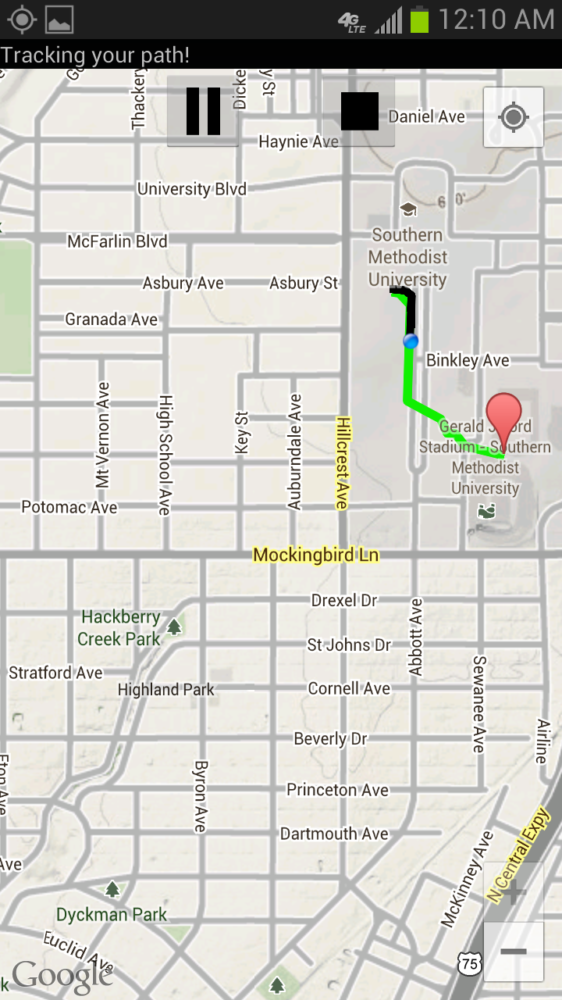 4G LTE 12:10 AM
Tracking your path!
Thackery
Dicke
y St
Daniel Ave
Haynie Ave
University Blvd
Southern
Methodist
University
McFarlin Blvd
Asbury Ave
Asbury St
Granada Ave
Binkley Ave
Mt Vernon Ave
High School Ave
Key St
Auburndale Ave
Hillcrest Ave
Gerald J ord
Stadium - Southern
Methodist
University
Potomac Ave
Mockingbird Ln
Drexel Dr
Hackberry
Creek Park
Abbott Ave
St Johns Dr
Stratford Ave
Highland Park
Cornell Ave
Sewanee Ave
Airline
Beverly Dr
Eton Ave
Byron Ave
Princeton Ave
Dartmouth Ave
McKinney Ave
N Central Expy
Ave
Dyckman Park
Euclid Ave
75
k
Google